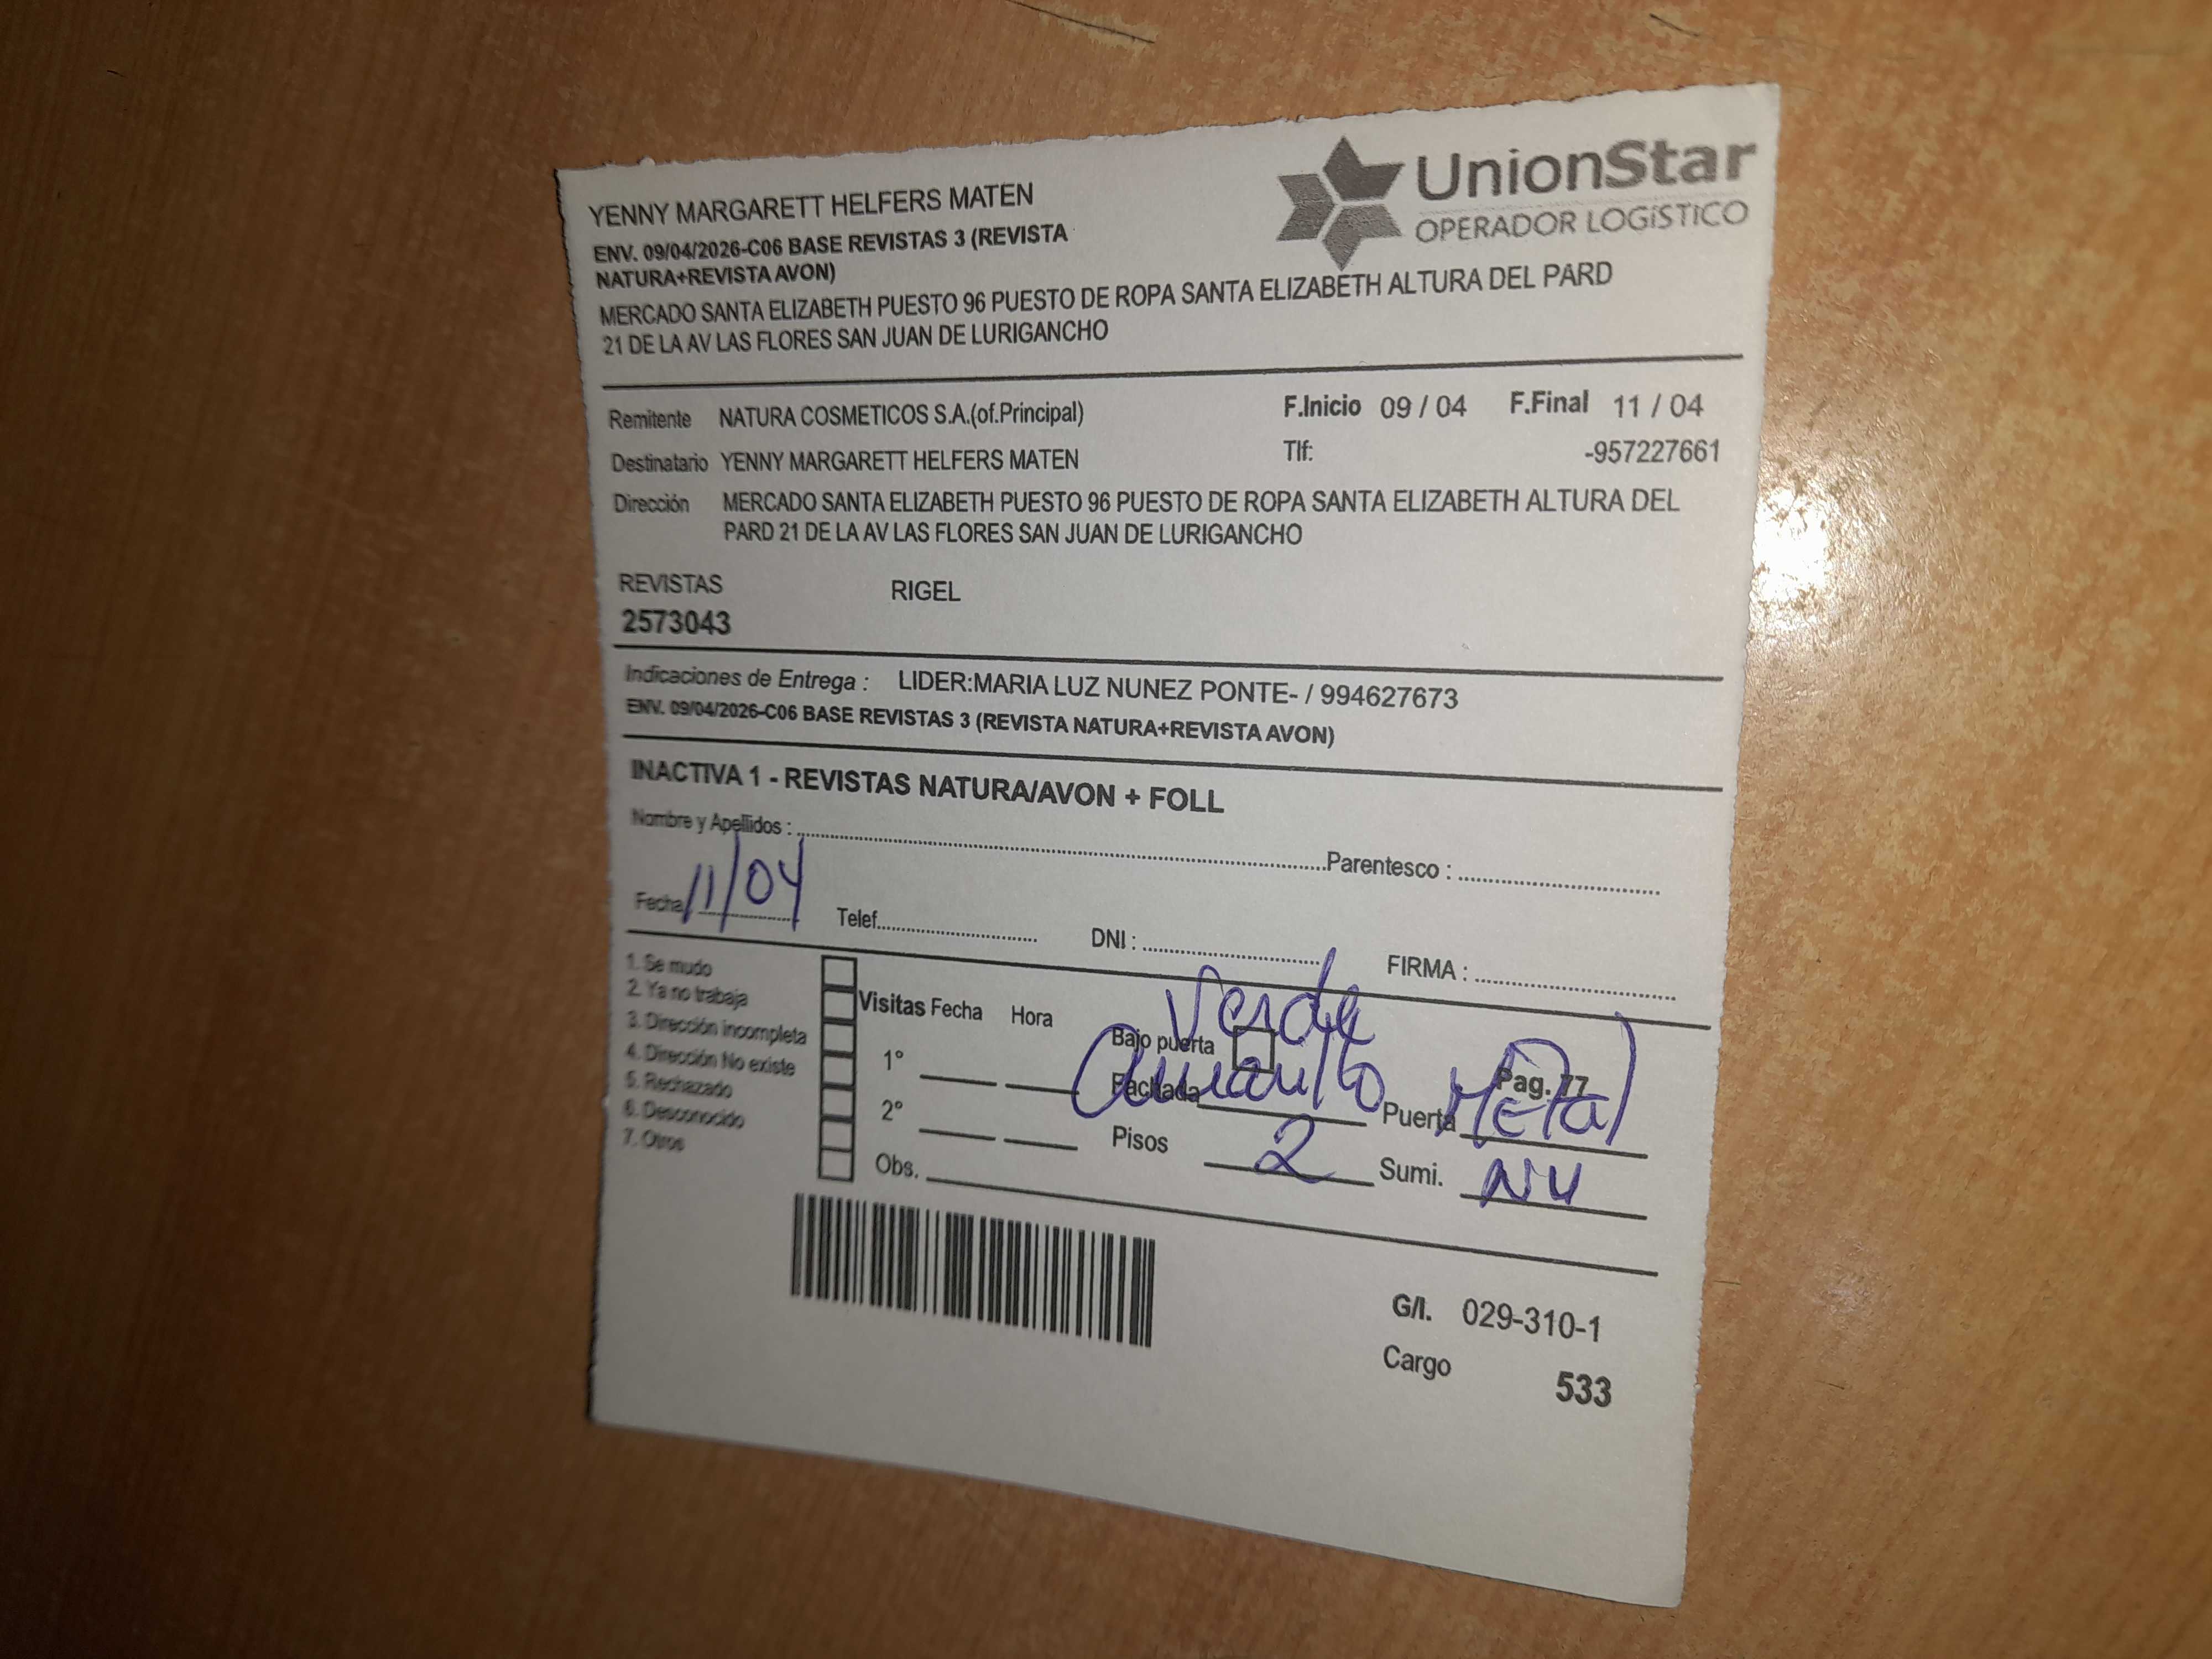 YENNY MARGARETT HELFERS MATEN
ENV. 09/04/2026-C06 BASE REVISTAS 3 (REVISTA
NATURA+REVISTA AVON)
UnionStar
OPERADOR LOGíSTICO
MERCADO SANTA ELIZABETH PUESTO 96 PUESTO DE ROPA SANTA ELIZABETH ALTURA DEL PARD
21 DE LA AV LAS FLORES SAN JUAN DE LURIGANCHO
Remitente NATURA COSMETICOS S.A.(of.Principal) F.Inicio 09 / 04 F.Final 11 / 04
Destinatario YENNY MARGARETT HELFERS MATEN Tlf: -957227661
Dirección MERCADO SANTA ELIZABETH PUESTO 96 PUESTO DE ROPA SANTA ELIZABETH ALTURA DEL
PARD 21 DE LA AV LAS FLORES SAN JUAN DE LURIGANCHO
REVISTAS RIGEL
2573043
Indicaciones de Entrega : LIDER:MARIA LUZ NUNEZ PONTE- / 994627673
ENV. 09/04/2026-C06 BASE REVISTAS 3 (REVISTA NATURA+REVISTA AVON)
INACTIVA 1 - REVISTAS NATURA/AVON + FOLL
Nombre y Apellidos : Parentesco :
Fecha 11/04 Telef. DNI : FIRMA :
1. Se mudo
2. Ya no trabaja
3. Dirección incompleta
4. Dirección No existe
5. Rechazado
6. Desconocido
7. Otros
Visitas Fecha Hora
1°
2°
Obs.
Verde
Bajo puerta
Fachada Amarillo Puerta Metal
Pag. 77
Pisos 2 Sumi. NU
G/I. 029-310-1
Cargo 533